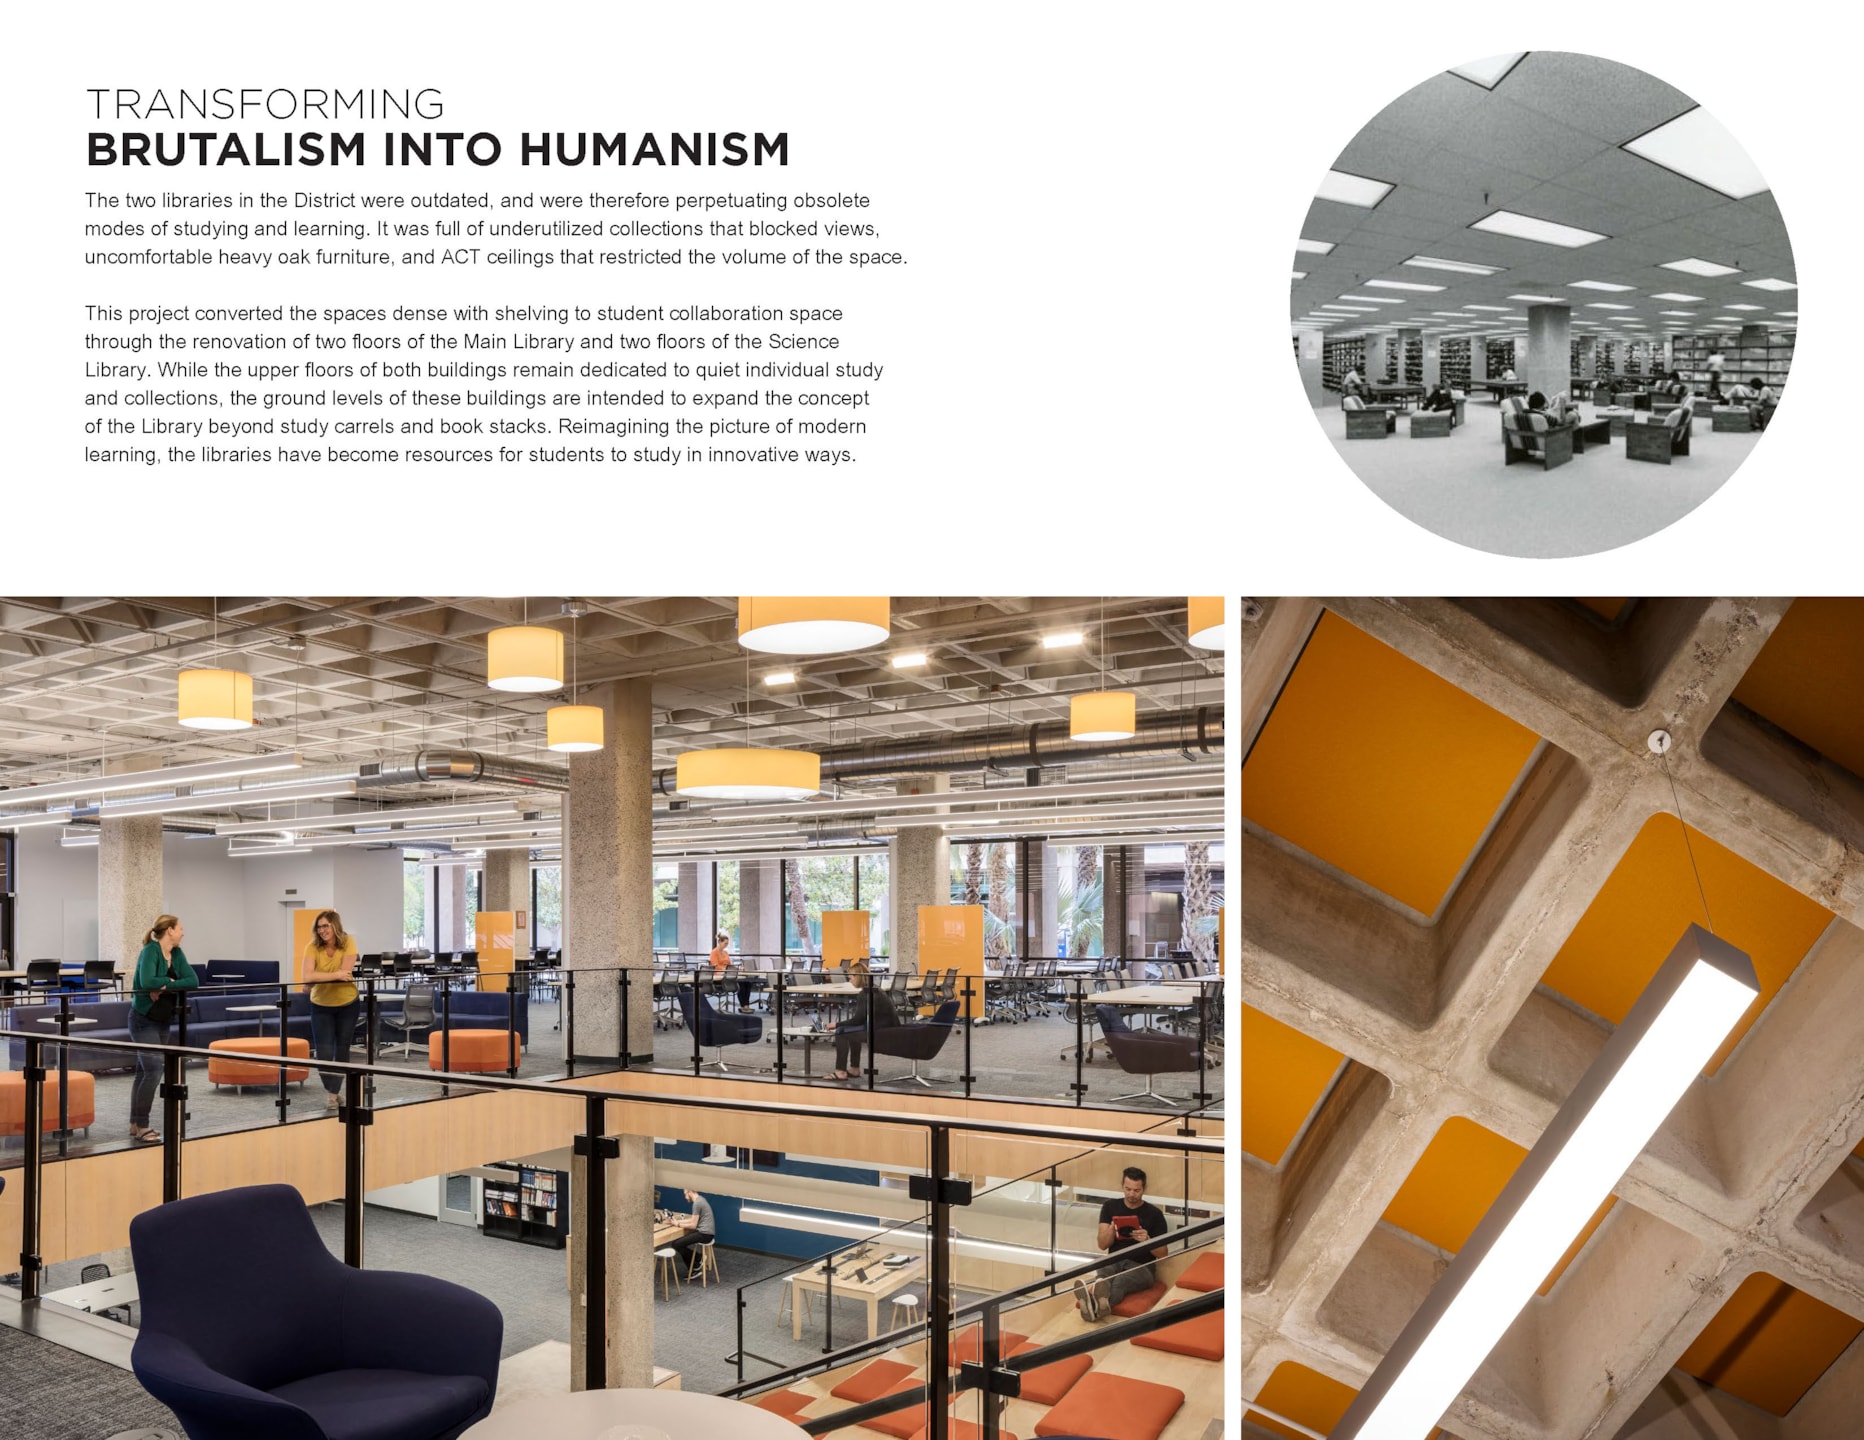 TRANSFORMING
BRUTALISM INTO HUMANISM
The two libraries in the District were outdated, and were therefore perpetuating obsolete
modes of studying and learning. It was full of underutilized collections that blocked views,
uncomfortable heavy oak furniture, and ACT ceilings that restricted the volume of the space.
This project converted the spaces dense with shelving to student collaboration space
through the renovation of two floors of the Main Library and two floors of the Science
Library. While the upper floors of both buildings remain dedicated to quiet individual study
and collections, the ground levels of these buildings are intended to expand the concept
of the Library beyond study carrels and book stacks. Reimagining the picture of modern
learning, the libraries have become resources for students to study in innovative ways.